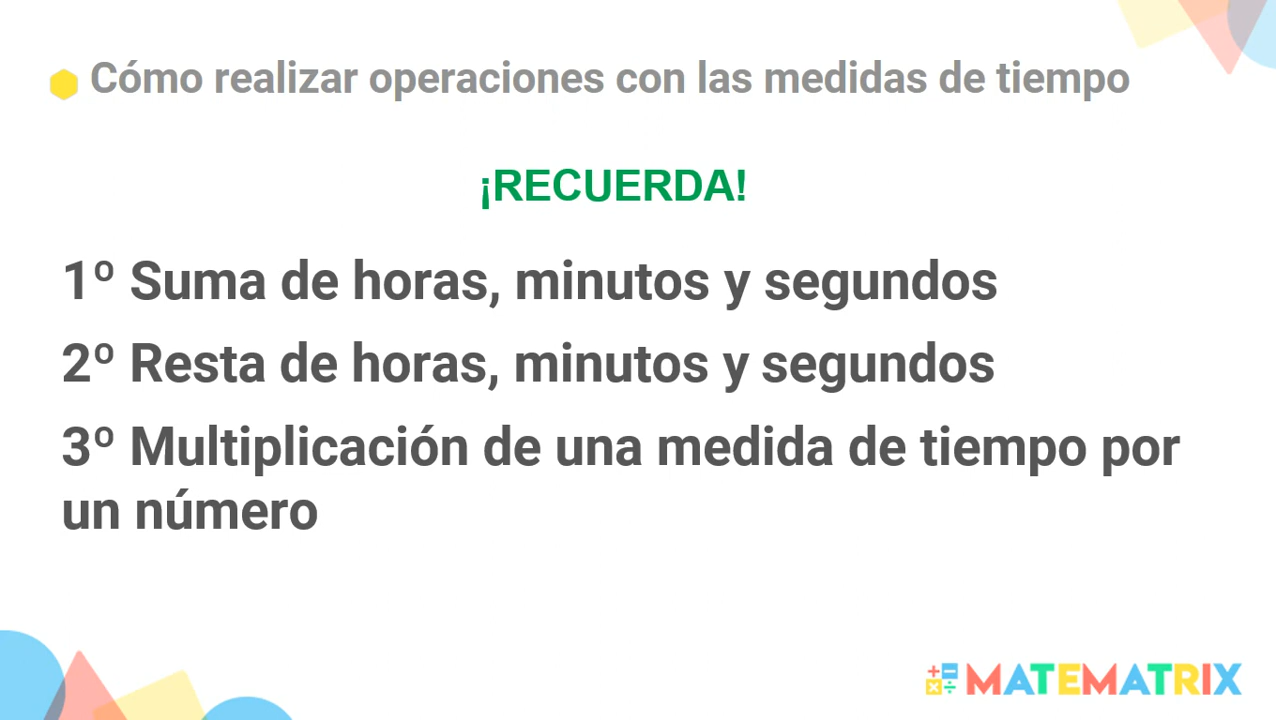 Cómo realizar operaciones con las medidas de tiempo
¡RECUERDA!
1º Suma de horas, minutos y segundos
2º Resta de horas, minutos y segundos
3º Multiplicación de una medida de tiempo por
un número
MATEMATRIX